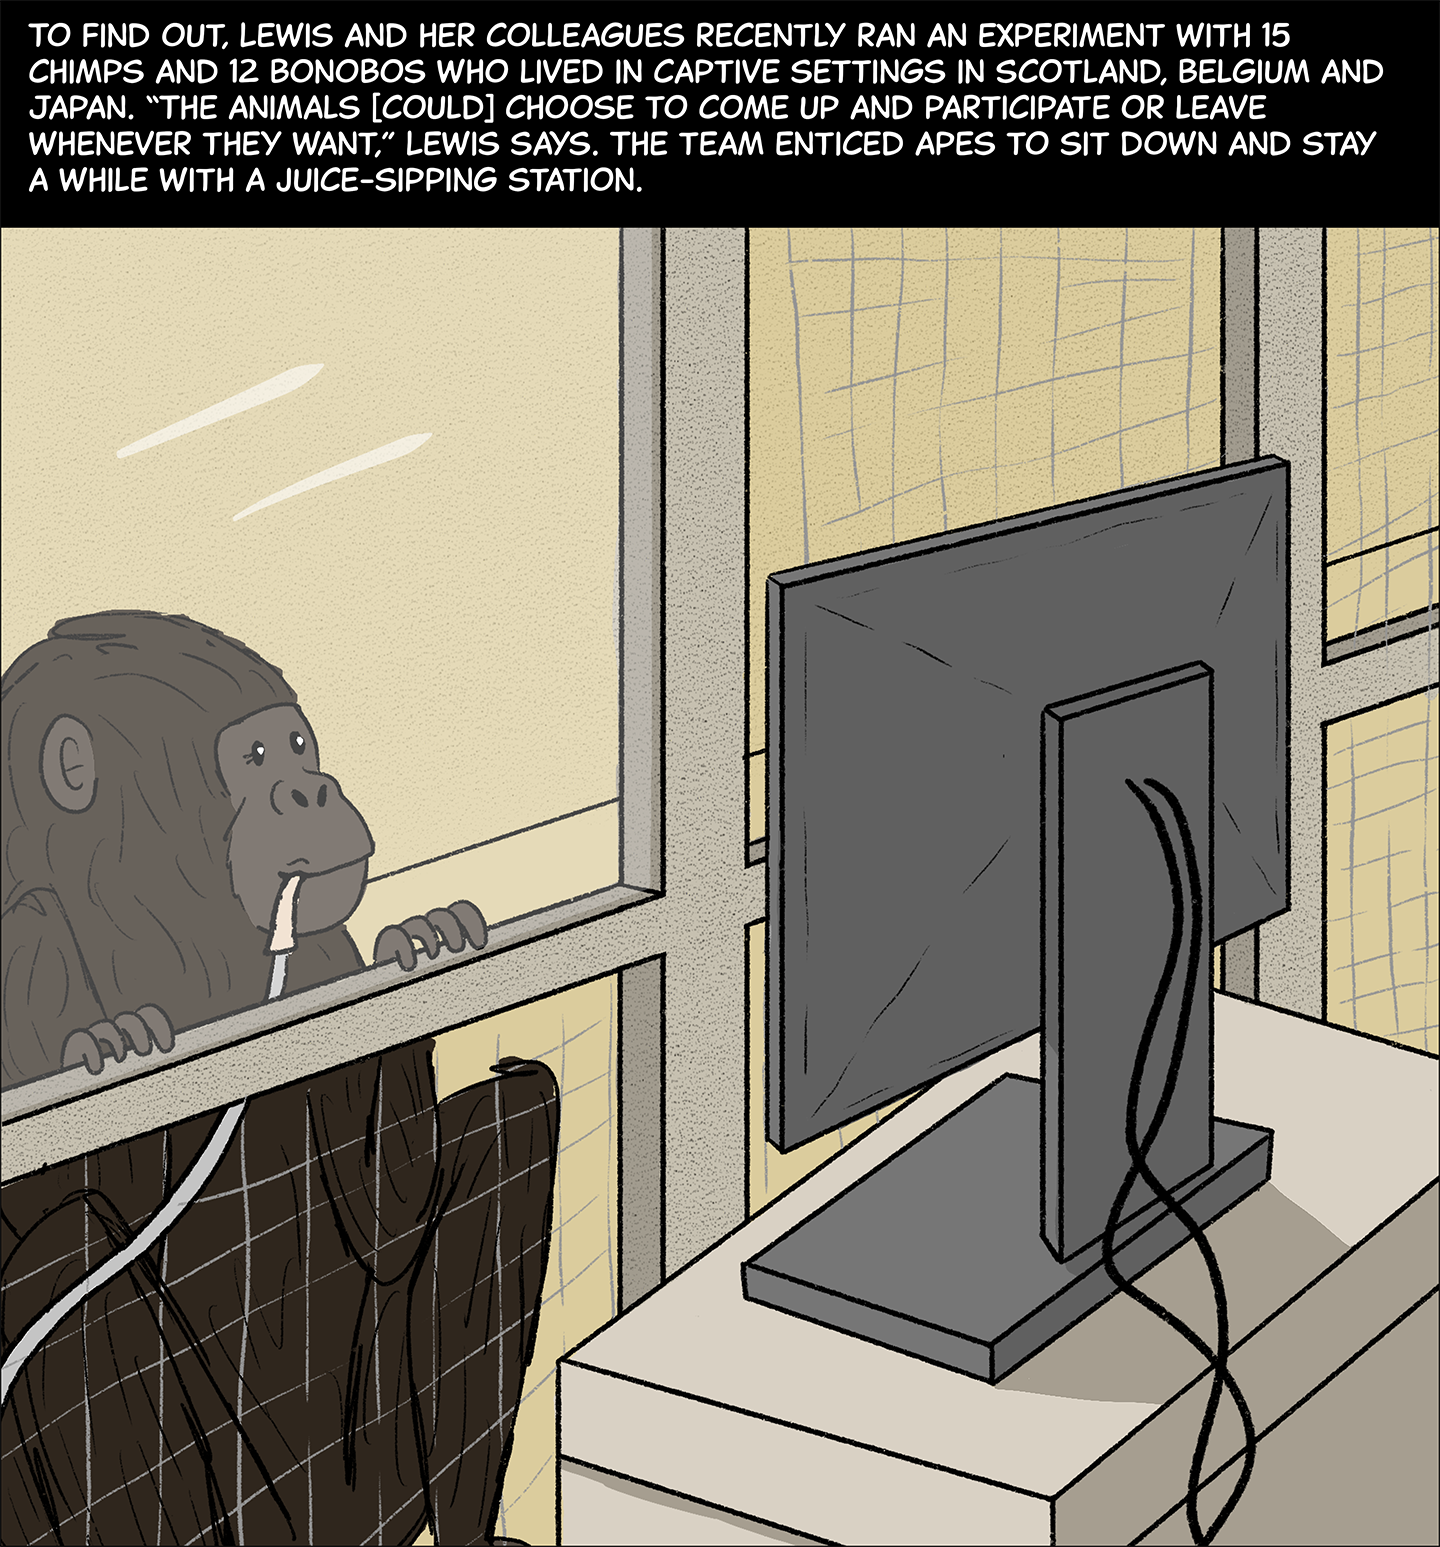 TO FIND OUT, LEWIS AND HER COLLEAGUES RECENTLY RAN AN EXPERIMENT WITH 15
CHIMPS AND 12 BONOBOS WHO LIVED IN CAPTIVE SETTINGS IN SCOTLAND, BELGIUM AND
JAPAN. “THE ANIMALS [COULD] CHOOSE TO COME UP AND PARTICIPATE OR LEAVE
WHENEVER THEY WANT,” LEWIS SAYS. THE TEAM ENTICED APES TO SIT DOWN AND STAY
A WHILE WITH A JUICE-SIPPING STATION.